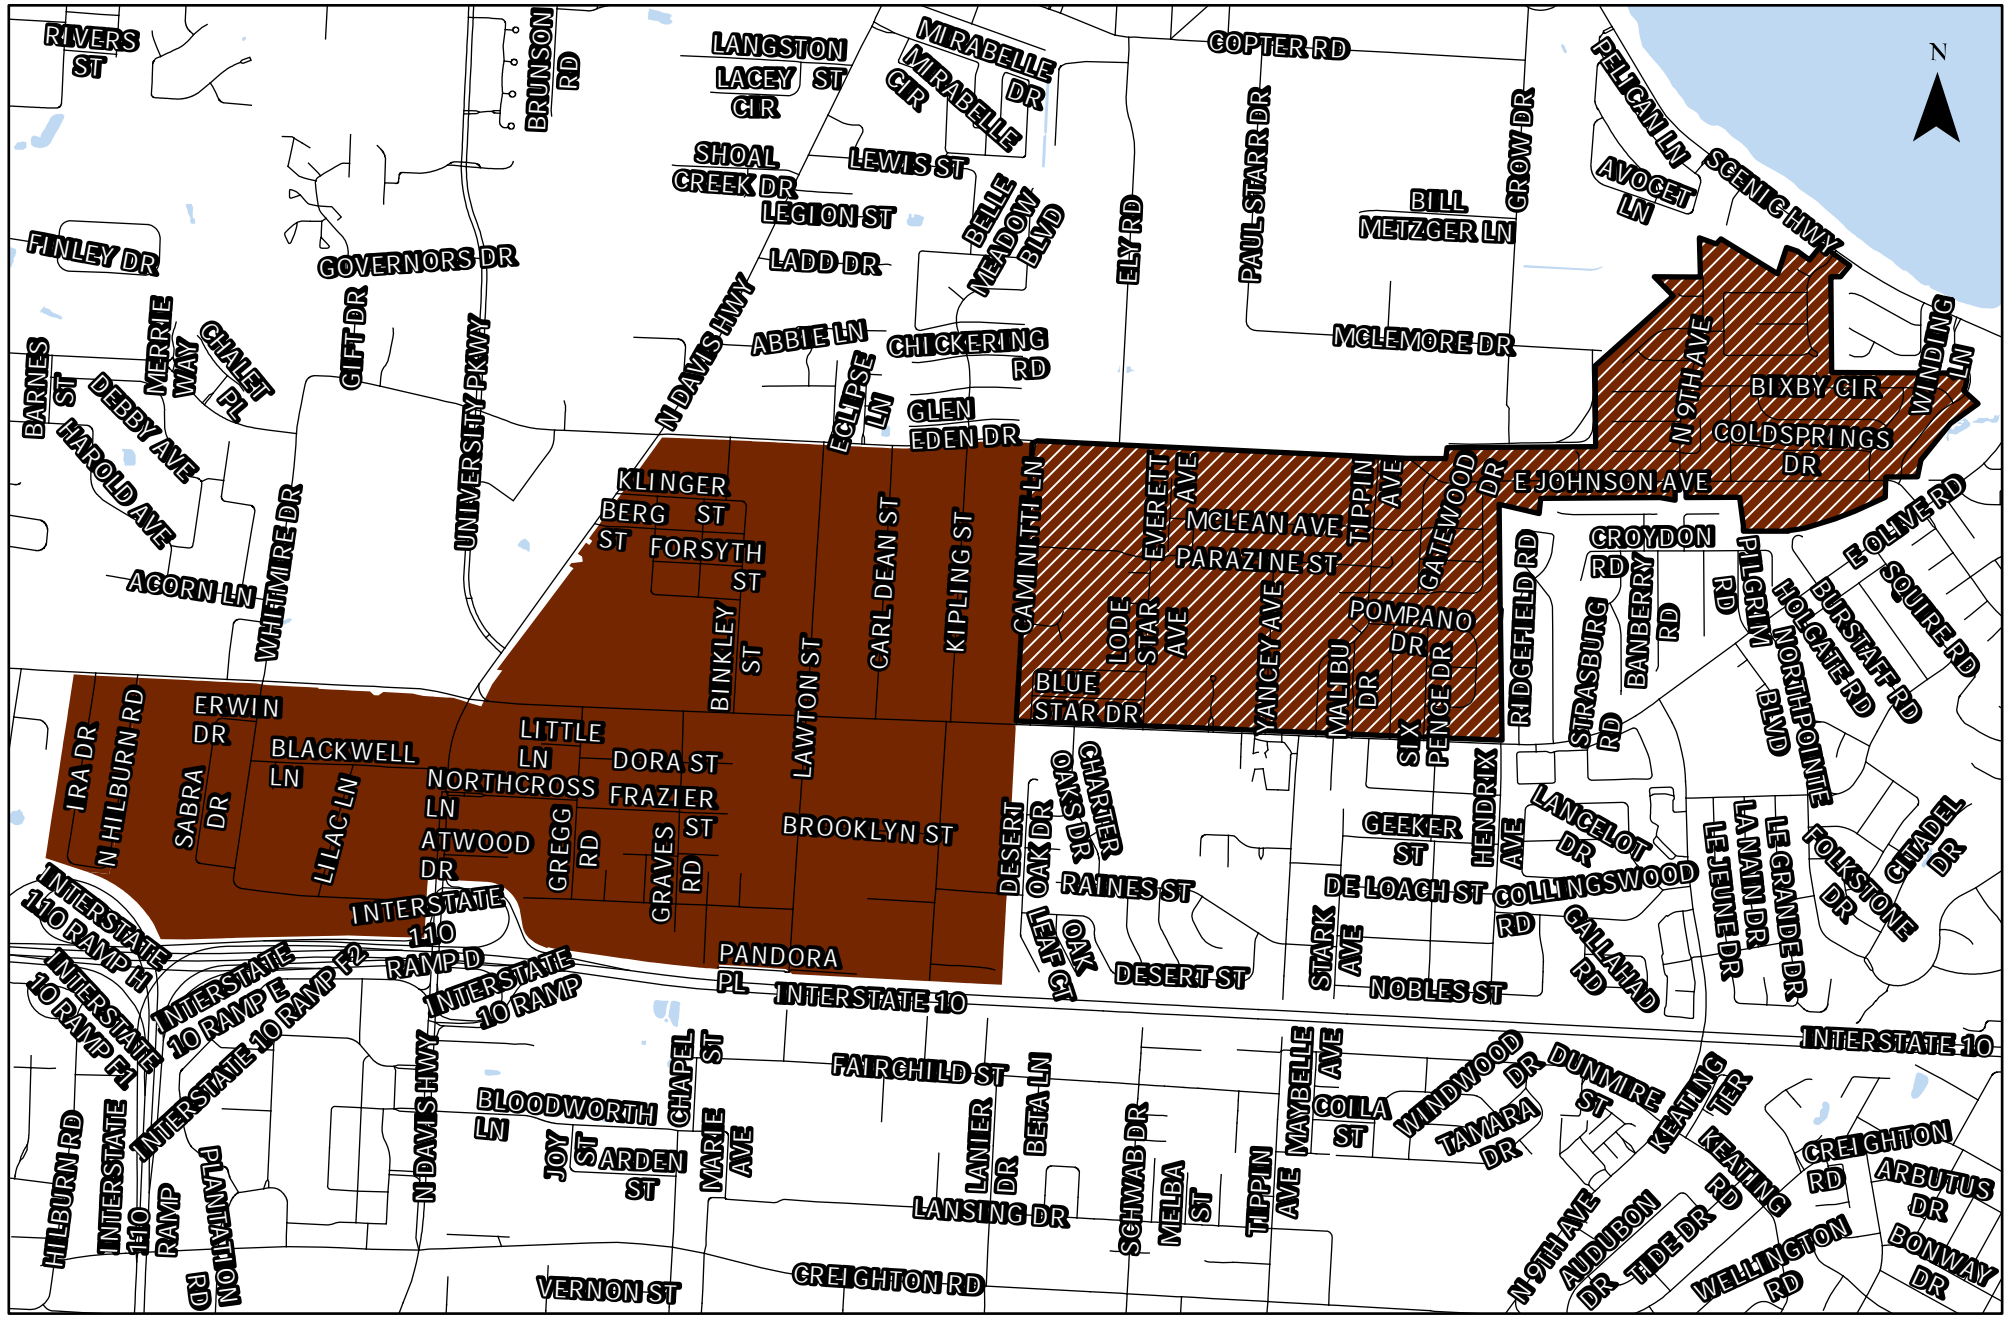 RIVERS
ST
BRUNSON
RD
LANGSTON
ST
LACEY
CIR
MIRABELLE
DR
MIRABELLE
CIR
COPTER RD
PELICAN LN
N
SHOAL
CREEK DR
LEWIS ST
LEGION ST
BELLE
MEADOW
BLVD
ELY RD
PAUL STARR DR
GROW DR
BILL
METZGER LN
AVOCET
LN
SCENIC HWY
FINLEY DR
GOVERNORS DR
LADD DR
MERRIE
WAY
CHALET
PL
GIFT DR
UNIVERSITY PKWY
N DAVIS HWY
ABBIE LN
CHICKERING
RD
MCLEMORE DR
WINDING
LN
BARNES
ST
DEBBY AVE
HAROLD AVE
ECLIPSE
LN
GLEN
EDEN DR
N 9TH AVE
BIXBY CIR
COLDSPRINGS
DR
E JOHNSON AVE
WHITMIRE DR
ACORN LN
KLINGER
ST
BERG
ST
FORSYTH
ST
BINKLEY
ST
LAWTON ST
CARL DEAN ST
KIPLING ST
CAMINITTI LN
EVERETT
AVE
MCLEAN AVE
PARAZINE ST
TIPPIN
AVE
GATEWOOD
DR
LODE
STAR
AVE
YANCEY AVE
POMPANO
DR
MALIBU
DR
SIX
PENCE DR
BLUE
STAR DR
RIDGEFIELD RD
CROYDON
RD
STRASBURG
RD
BANBERRY
RD
PILGRIM
RD
E OLIVE RD
SQUIRE RD
BURSTAFF RD
HOLGATE RD
NORTHPOINTE
BLVD
IRA DR
N HILBURN RD
ERWIN
DR
SABRA
DR
BLACKWELL
LN
LILAC LN
LITTLE
LN
DORA ST
NORTHCROSS
LN
FRAZIER
ST
ATWOOD
DR
GREGG
RD
GRAVES
RD
BROOKLYN ST
DESERT
OAK DR
CHARTER
OAKS DR
RAINES ST
OAK
LEAF CT
DESERT ST
GEEKER
ST
HENDRIX
AVE
DE LOACH ST
STARK
AVE
NOBLES ST
LANCELOT
DR
COLLINGSWOOD
RD
GALLAHAD
RD
LE JEUNE DR
LA NAIN DR
LE GRANDE DR
FOLKSTONE
DR
CITADEL
DR
INTERSTATE
110 RAMP H1
INTERSTATE
10 RAMP F1
INTERSTATE
10 RAMP E
INTERSTATE 10 RAMP F2
INTERSTATE
110
RAMP D
INTERSTATE
10 RAMP
PANDORA
PL
INTERSTATE 10
INTERSTATE 10
HILBURN RD
INTERSTATE
110
RAMP
PLANTATION
RD
N DAVIS HWY
BLOODWORTH
LN
JOY
ST
ARDEN
ST
CHAPEL
ST
MARIE
AVE
FAIRCHILD ST
BETA LN
LANIER
DR
LANSING DR
SCHWAB DR
MELBA
ST
TIPPIN
AVE
MAYBELLE
AVE
COILA
ST
WINDWOOD
DR
TAMARA
DR
DUNMIRE
ST
KEATING
TER
KEATING
RD
CREIGHTON
RD
ARBUTUS
DR
BONWAY
DR
N 9TH AVE
AUDUBON
DR
TIDE DR
WELLINGTON
RD
VERNON ST
CREIGHTON RD